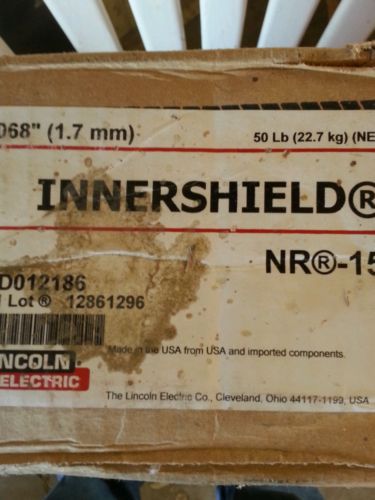 068" (1.7 mm)
50 Lb (22.7 kg) (NE
INNERSHIELD®
NR®-15
D012186
Lot ® 12861296
Made in the USA from USA and imported components.
INCOLN
ELECTRIC
The Lincoln Electric Co., Cleveland, Ohio 44117-1199, USA